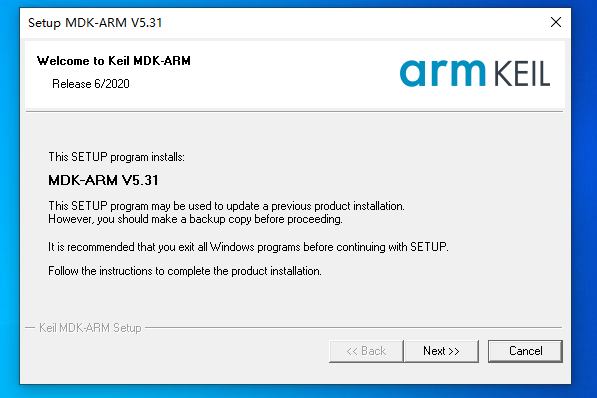 Setup MDK-ARM V5.31
Welcome to Keil MDK-ARM
Release 6/2020
arm KEIL
This SETUP program installs:
MDK-ARM V5.31
This SETUP program may be used to update a previous product installation.
However, you should make a backup copy before proceeding.
It is recommended that you exit all Windows programs before continuing with SETUP.
Follow the instructions to complete the product installation.
Keil MDK-ARM Setup
<< Back
Next >>
Cancel